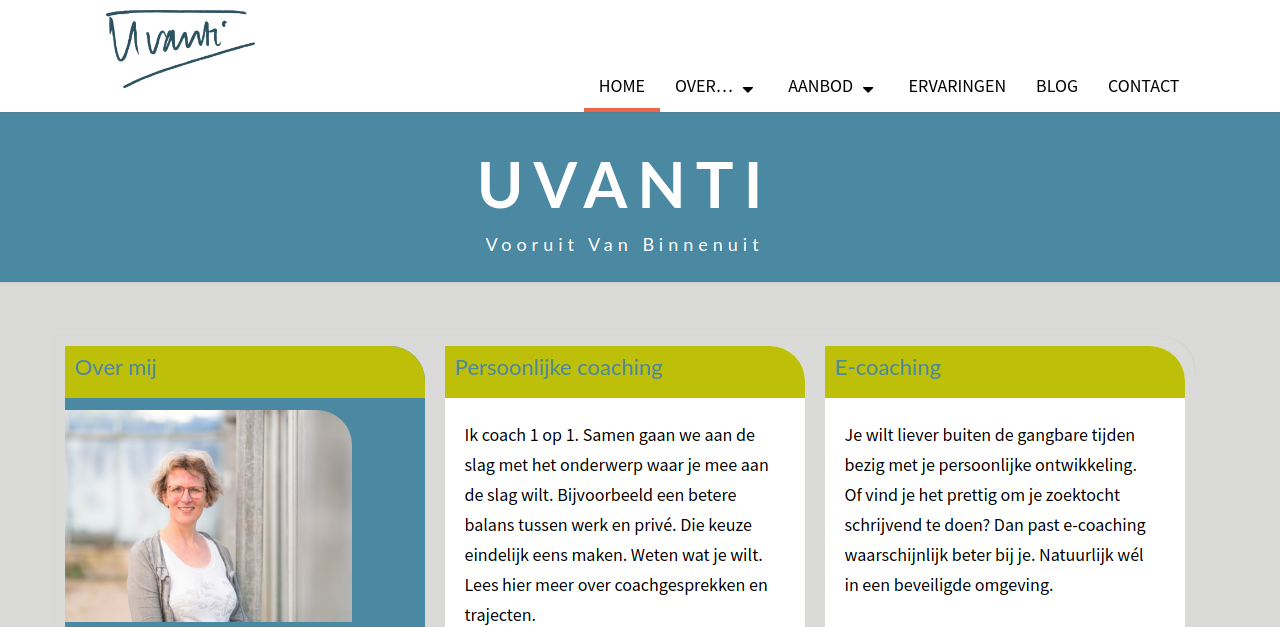 Uvanti
HOME OVER... AANBOD ERVARINGEN BLOG CONTACT
UVANTI
Vooruit Van Binnenuit
Over mij
Persoonlijke coaching
Ik coach 1 op 1. Samen gaan we aan de
slag met het onderwerp waar je mee aan
de slag wilt. Bijvoorbeeld een betere
balans tussen werk en privé. Die keuze
eindelijk eens maken. Weten wat je wilt.
Lees hier meer over coachgesprekken en
trajecten.
E-coaching
Je wilt liever buiten de gangbare tijden
bezig met je persoonlijke ontwikkeling.
Of vind je het prettig om je zoektocht
schrijvend te doen? Dan past e-coaching
waarschijnlijk beter bij je. Natuurlijk wél
in een beveiligde omgeving.